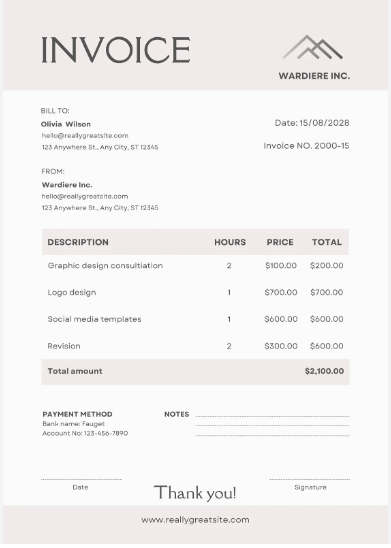 INVOICE
WARDIERE INC.
BILL TO:
Olivia Wilson
hello@reallygreatsite.com
123 Anywhere St., Any City, ST 12345
Date: 15/08/2028
Invoice NO. 2000-15
FROM:
Wardiere Inc.
hello@reallygreatsite.com
123 Anywhere St., Any City, ST 12345
DESCRIPTION HOURS PRICE TOTAL
Graphic design consultiation 2 $100.00 $200.00
Logo design 1 $700.00 $700.00
Social media templates 1 $600.00 $600.00
Revision 2 $300.00 $600.00
Total amount $2,100.00
PAYMENT METHOD NOTES
Bank name: Fauget
Account No: 123-456-7890
Date Thank you! Signature
www.reallygreatsite.com